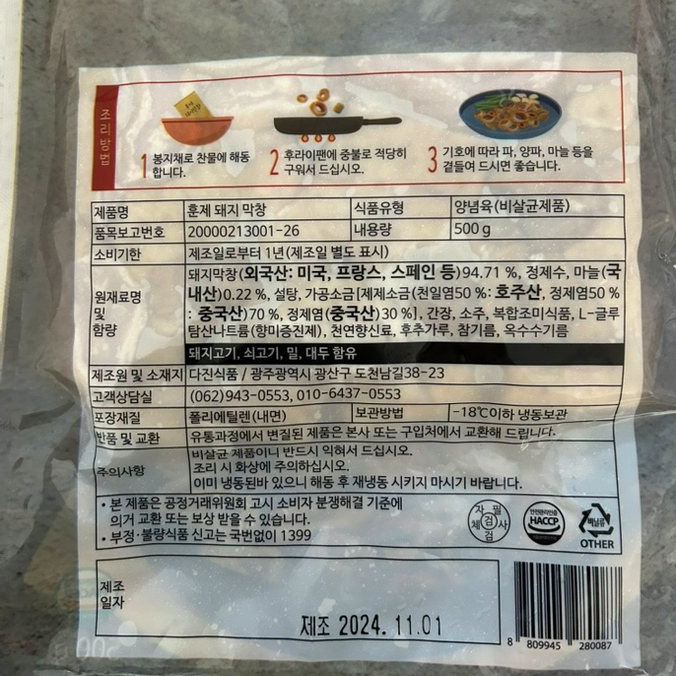 조리방법
1 봉지채로 찬물에 해동
합니다.
2 후라이팬에 중불로 적당히
구워서 드십시오.
3 기호에 따라 파, 양파, 마늘 등을
곁들여 드시면 좋습니다.
제품명 훈제 돼지 막창 식품유형 양념육(비살균제품)
품목보고번호 20000213001-26 내용량 500 g
소비기한 제조일로부터 1년(제조일 별도 표시)
원재료명
및
함량
돼지막창(외국산: 미국, 프랑스, 스페인 등)94.71 %, 정제수, 마늘(국
내산)0.22 %, 설탕, 가공소금[제제소금(천일염50 %: 호주산, 정제염50 %
: 중국산)70 %, 정제염(중국산)30 %], 간장, 소주, 복합조미식품, L-글루
탐산나트륨(향미증진제), 천연향신료, 후추가루, 참기름, 옥수수기름
돼지고기, 쇠고기, 밀, 대두 함유
제조원 및 소재지 다진식품 / 광주광역시 광산구 도천남길38-23
고객상담실 (062)943-0553, 010-6437-0553
포장재질 폴리에틸렌(내면) 보관방법 -18℃이하 냉동보관
반품 및 교환 유통과정에서 변질된 제품은 본사 또는 구입처에서 교환해 드립니다.
주의사항
비살균 제품이니 반드시 익혀서 드십시오.
조리 시 화상에 주의하십시오.
이미 냉동된바 있으니 해동 후 재냉동 시키지 마시기 바랍니다.
• 본 제품은 공정거래위원회 고시 소비자 분쟁해결 기준에
의거 교환 또는 보상 받을 수 있습니다.
• 부정·불량식품 신고는 국번없이 1399
자 필
체 검 사
검
안전관리인증
HACCP
비닐류
OTHER
제조
일자
제조 2024. 11.01
8 809945 280087